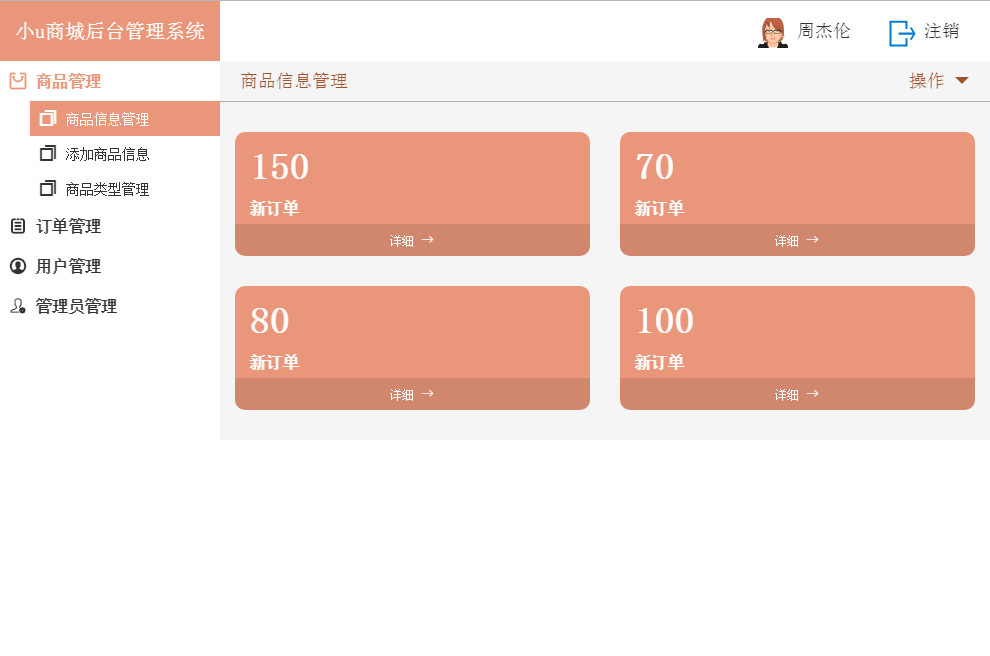 小u商城后台管理系统
周杰伦
注销
商品管理
商品信息管理
添加商品信息
商品类型管理
订单管理
用户管理
管理员管理
商品信息管理
操作
150
新订单
详细 →
70
新订单
详细 →
80
新订单
详细 →
100
新订单
详细 →